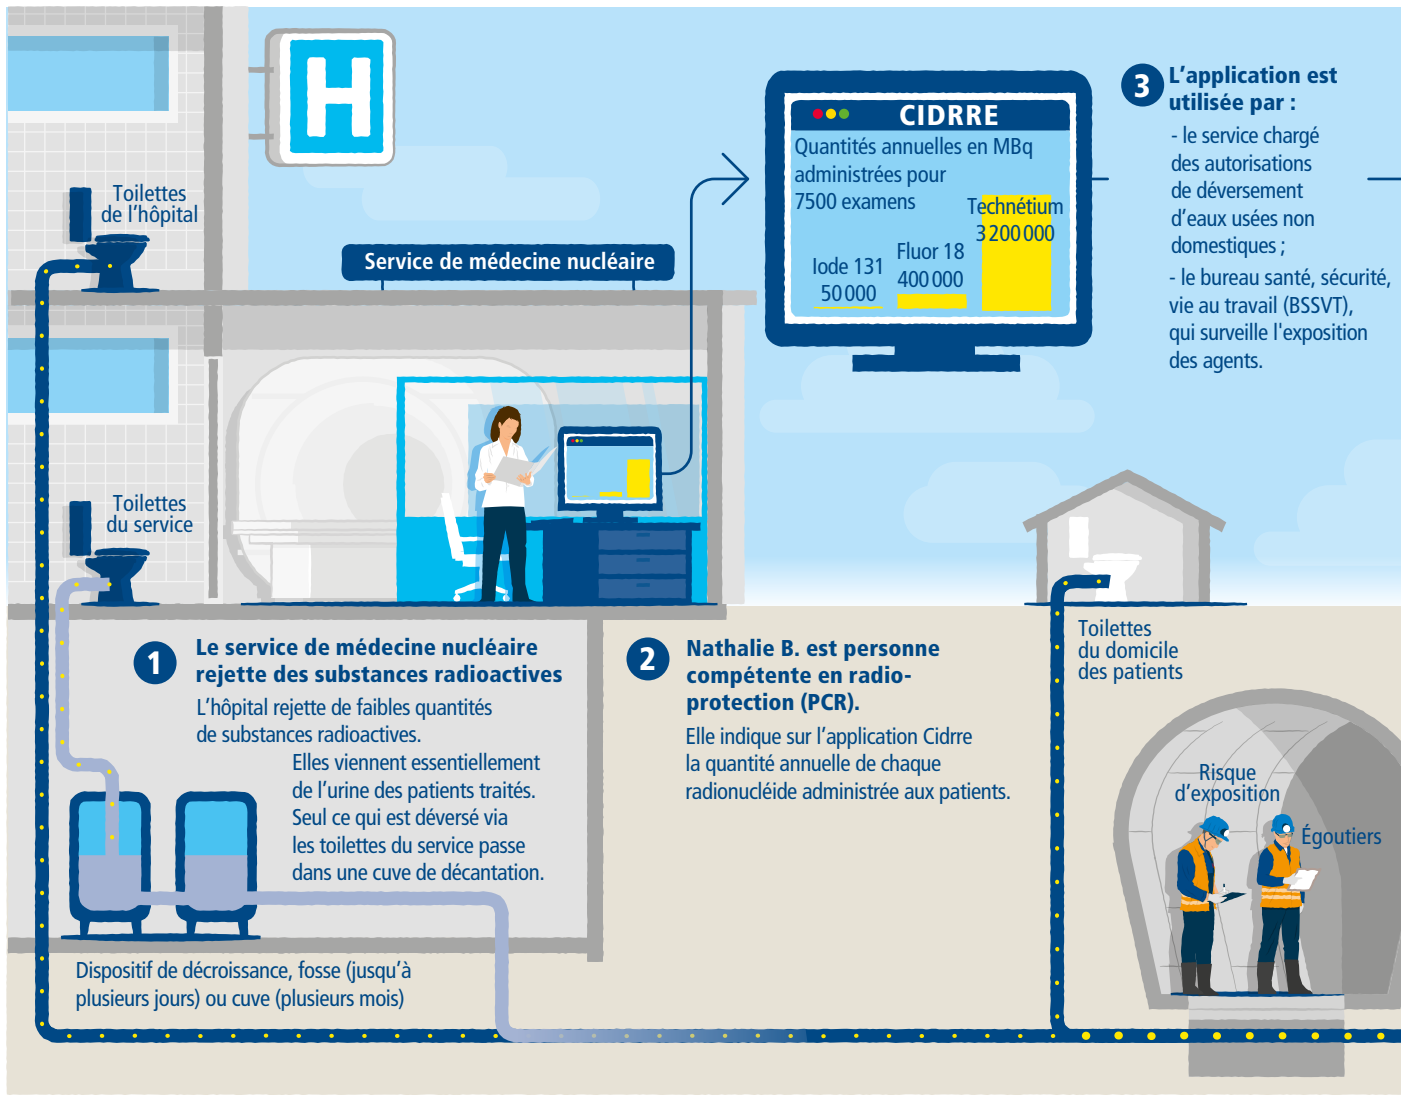 H
Toilettes
de l'hôpital
Service de médecine nucléaire
CIDRRE
Quantités annuelles en MBq
administrées pour
7500 examens
Iode 131
50 000
Fluor 18
400 000
Technétium
3 200 000
3 L'application est
utilisée par :
- le service chargé
des autorisations
de déversement
d'eaux usées non
domestiques ;
- le bureau santé, sécurité,
vie au travail (BSSVT),
qui surveille l'exposition
des agents.
Toilettes
du service
1 Le service de médecine nucléaire
rejette des substances radioactives
L'hôpital rejette de faibles quantités
de substances radioactives.
Elles viennent essentiellement
de l'urine des patients traités.
Seul ce qui est déversé via
les toilettes du service passe
dans une cuve de décantation.
Dispositif de décroissance, fosse (jusqu'à
plusieurs jours) ou cuve (plusieurs mois)
2 Nathalie B. est personne
compétente en radio-
protection (PCR).
Elle indique sur l'application Cidrre
la quantité annuelle de chaque
radionucléide administrée aux patients.
Toilettes
du domicile
des patients
Risque
d'exposition
Égoutiers